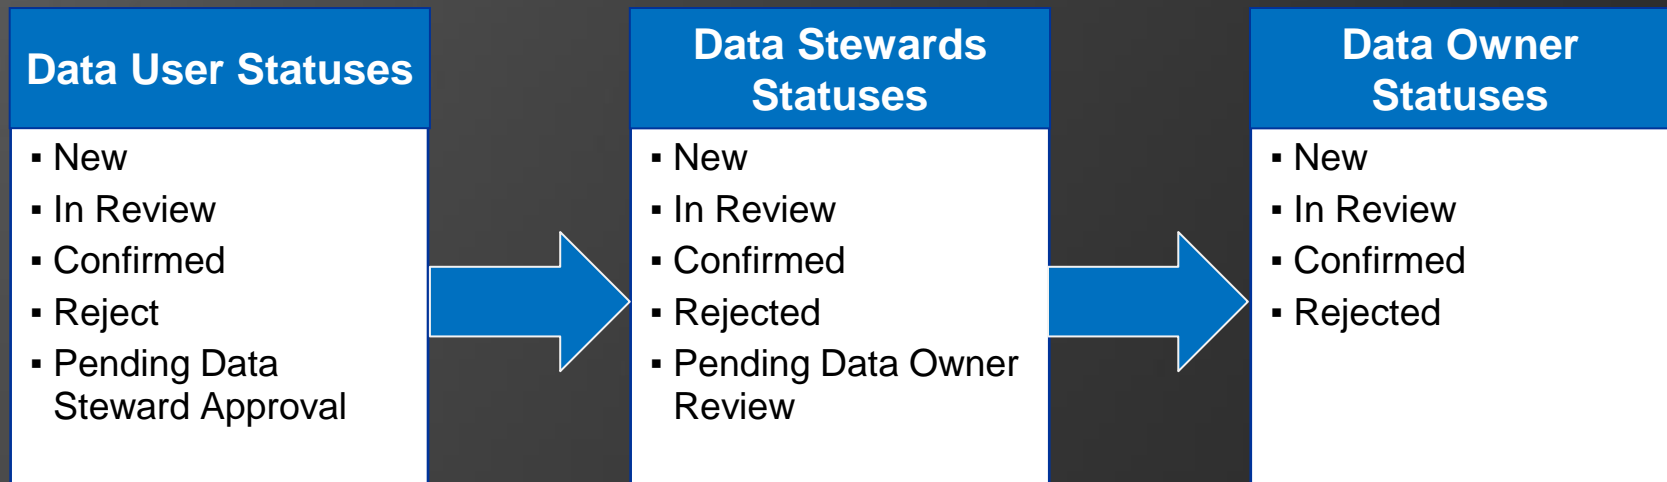 Data User Statuses
▪ New
▪ In Review
▪ Confirmed
▪ Reject
▪ Pending Data
Steward Approval
Data Stewards
Statuses
▪ New
▪ In Review
▪ Confirmed
▪ Rejected
▪ Pending Data Owner
Review
Data Owner
Statuses
▪ New
▪ In Review
▪ Confirmed
▪ Rejected